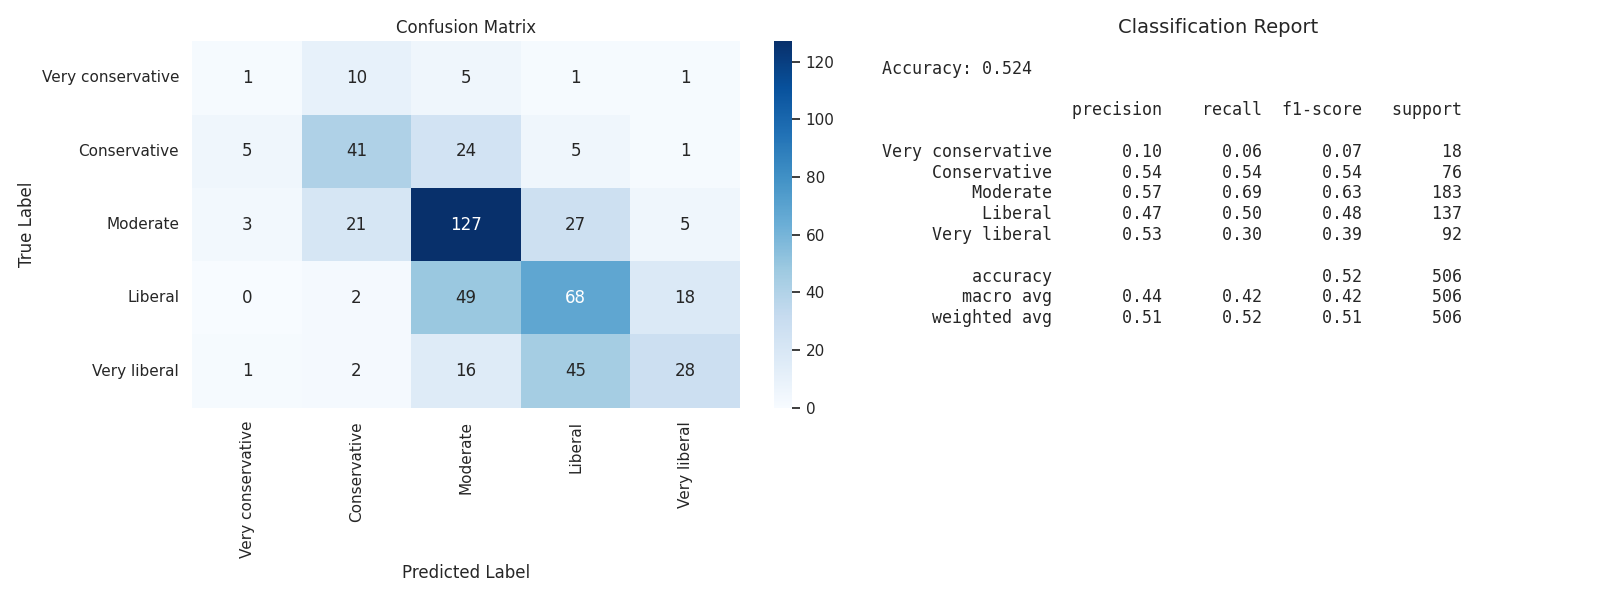 Confusion Matrix
True Label
Very conservative 1 10 5 1 1
Conservative 5 41 24 5 1
Moderate 3 21 127 27 5
Liberal 0 2 49 68 18
Very liberal 1 2 16 45 28
Very conservative
Conservative
Moderate
Liberal
Very liberal
Predicted Label
120
100
80
60
40
20
0
Classification Report
Accuracy: 0.524
precision recall f1-score support
Very conservative 0.10 0.06 0.07 18
Conservative 0.54 0.54 0.54 76
Moderate 0.57 0.69 0.63 183
Liberal 0.47 0.50 0.48 137
Very liberal 0.53 0.30 0.39 92
accuracy 0.52 506
macro avg 0.44 0.42 0.42 506
weighted avg 0.51 0.52 0.51 506